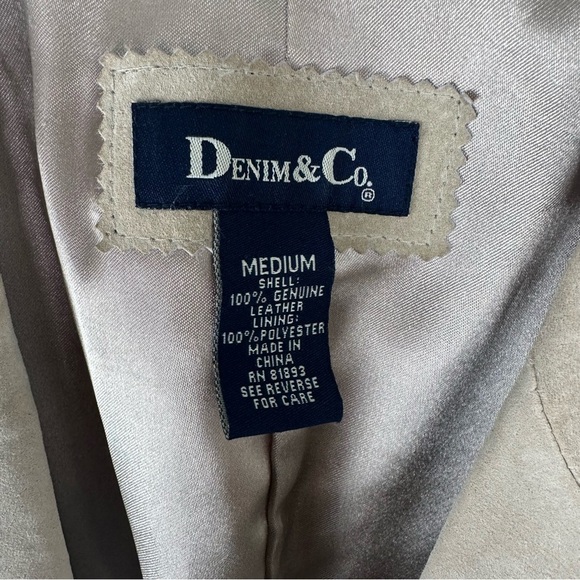 DENIM & CO.®
MEDIUM
SHELL:
100% GENUINE
LEATHER
LINING:
100% POLYESTER
MADE IN
CHINA
RN 81893
SEE REVERSE
FOR CARE